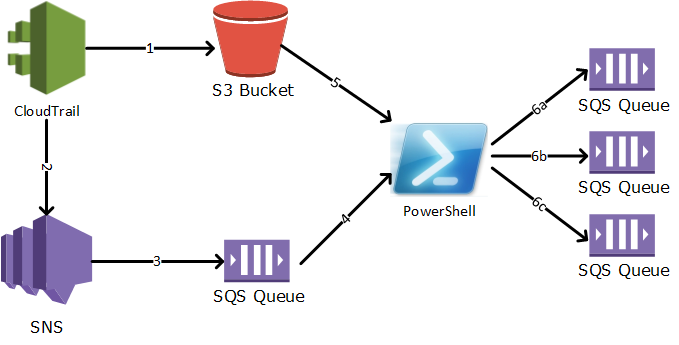 1
S3 Bucket
CloudTrail
5
2
6a
SQS Queue
6b
SQS Queue
PowerShell
4
6c
3
SQS Queue
SQS Queue
SNS